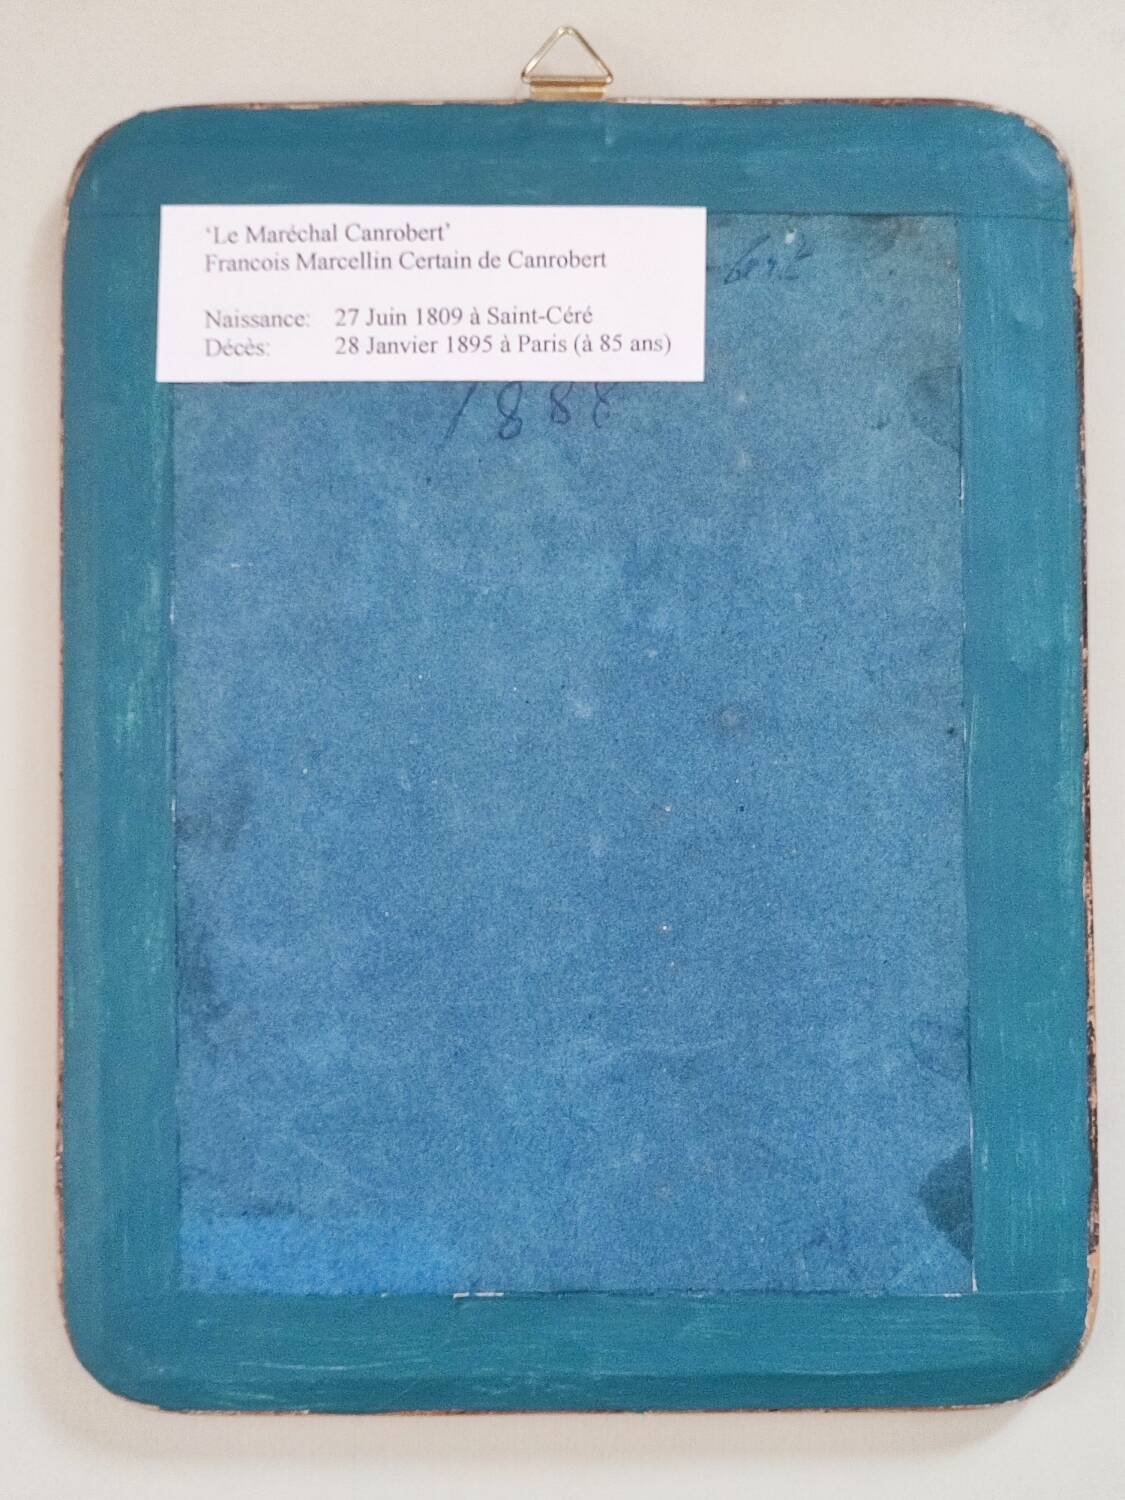 ‘Le Maréchal Canrobert’
Francois Marcellin Certain de Canrobert
Naissance: 27 Juin 1809 à Saint-Céré
Décès: 28 Janvier 1895 à Paris (à 85 ans)
1888